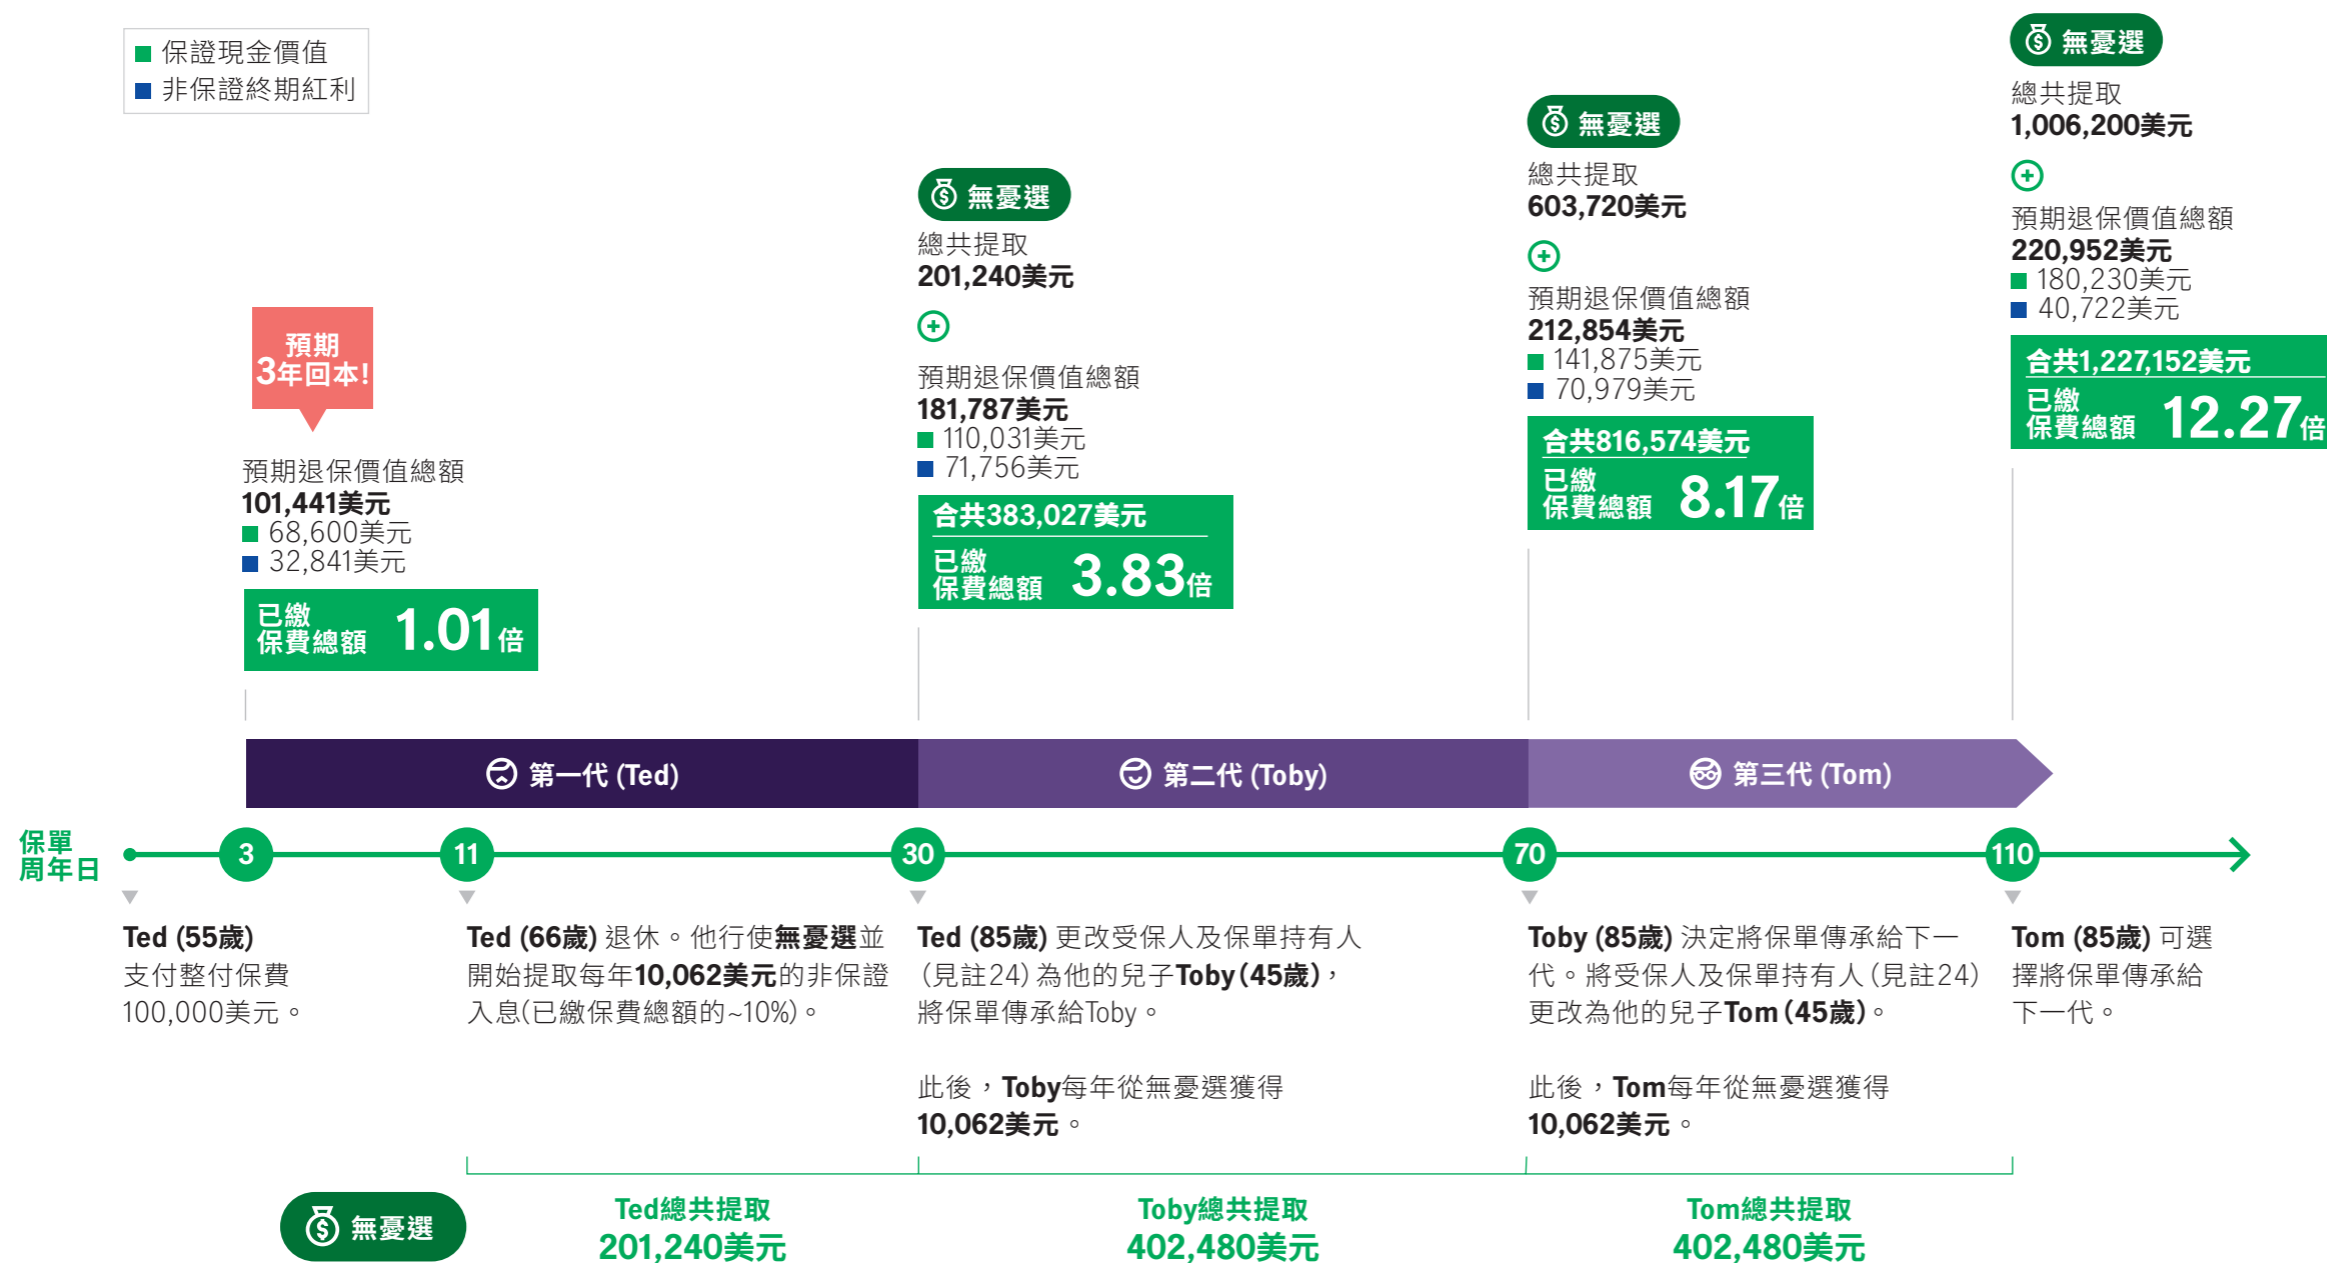 保證現金價值
非保證終期紅利
預期
3年回本!
預期退保價值總額
101,441美元
68,600美元
32,841美元
已繳
保費總額 1.01倍
無憂選
總共提取
201,240美元
預期退保價值總額
181,787美元
110,031美元
71,756美元
合共383,027美元
已繳
保費總額 3.83倍
無憂選
總共提取
603,720美元
預期退保價值總額
212,854美元
141,875美元
70,979美元
合共816,574美元
已繳
保費總額 8.17倍
無憂選
總共提取
1,006,200美元
預期退保價值總額
220,952美元
180,230美元
40,722美元
合共1,227,152美元
已繳
保費總額 12.27倍
第一代 (Ted)
第二代 (Toby)
第三代 (Tom)
保單
周年日
3
11
30
70
110
Ted (55歲)
支付整付保費
100,000美元。
Ted (66歲) 退休。他行使無憂選並
開始提取每年10,062美元的非保證
入息(已繳保費總額的~10%)。
Ted (85歲) 更改受保人及保單持有人
(見註24) 為他的兒子Toby (45歲)，
將保單傳承給Toby。
此後，Toby每年從無憂選獲得
10,062美元。
Toby (85歲) 決定將保單傳承給下一
代。將受保人及保單持有人 (見註24)
更改為他的兒子Tom (45歲)。
此後，Tom每年從無憂選獲得
10,062美元。
Tom (85歲) 可選
擇將保單傳承給
下一代。
無憂選
Ted總共提取
201,240美元
Toby總共提取
402,480美元
Tom總共提取
402,480美元